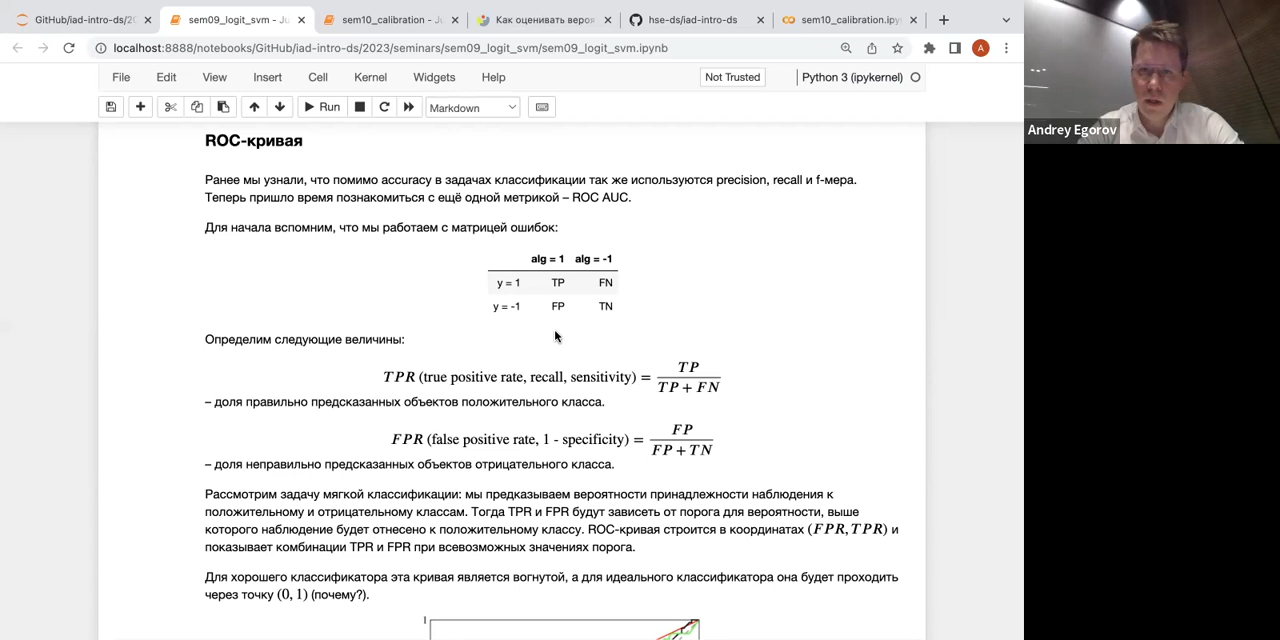 GitHub/iad-intro-ds/20
sem09_logit_svm - Ju
sem10_calibration - Ju
Как оценивать вероя
hse-ds/iad-intro-ds
sem10_calibration.ipy
localhost:8888/notebooks/GitHub/iad-intro-ds/2023/seminars/sem09_logit_svm/sem09_logit_svm.ipynb
A
File Edit View Insert Cell Kernel Widgets Help
Not Trusted
Python 3 (ipykernel)
Run
Markdown
Andrey Egorov
ROC-кривая
Ранее мы узнали, что помимо accuracy в задачах классификации так же используются precision, recall и f-мера.
Теперь пришло время познакомиться с ещё одной метрикой – ROC AUC.
Для начала вспомним, что мы работаем с матрицей ошибок:
alg = 1 alg = -1
y = 1 TP FN
y = -1 FP TN
Определим следующие величины:
TPR (true positive rate, recall, sensitivity) = TP / TP + FN
– доля правильно предсказанных объектов положительного класса.
FPR (false positive rate, 1 - specificity) = FP / FP + TN
– доля неправильно предсказанных объектов отрицательного класса.
Рассмотрим задачу мягкой классификации: мы предсказываем вероятности принадлежности наблюдения к
положительному и отрицательному классам. Тогда TPR и FPR будут зависеть от порога для вероятности, выше
которого наблюдение будет отнесено к положительному классу. ROC-кривая строится в координатах (FPR, TPR) и
показывает комбинации TPR и FPR при всевозможных значениях порога.
Для хорошего классификатора эта кривая является вогнутой, а для идеального классификатора она будет проходить
через точку (0, 1) (почему?).
1